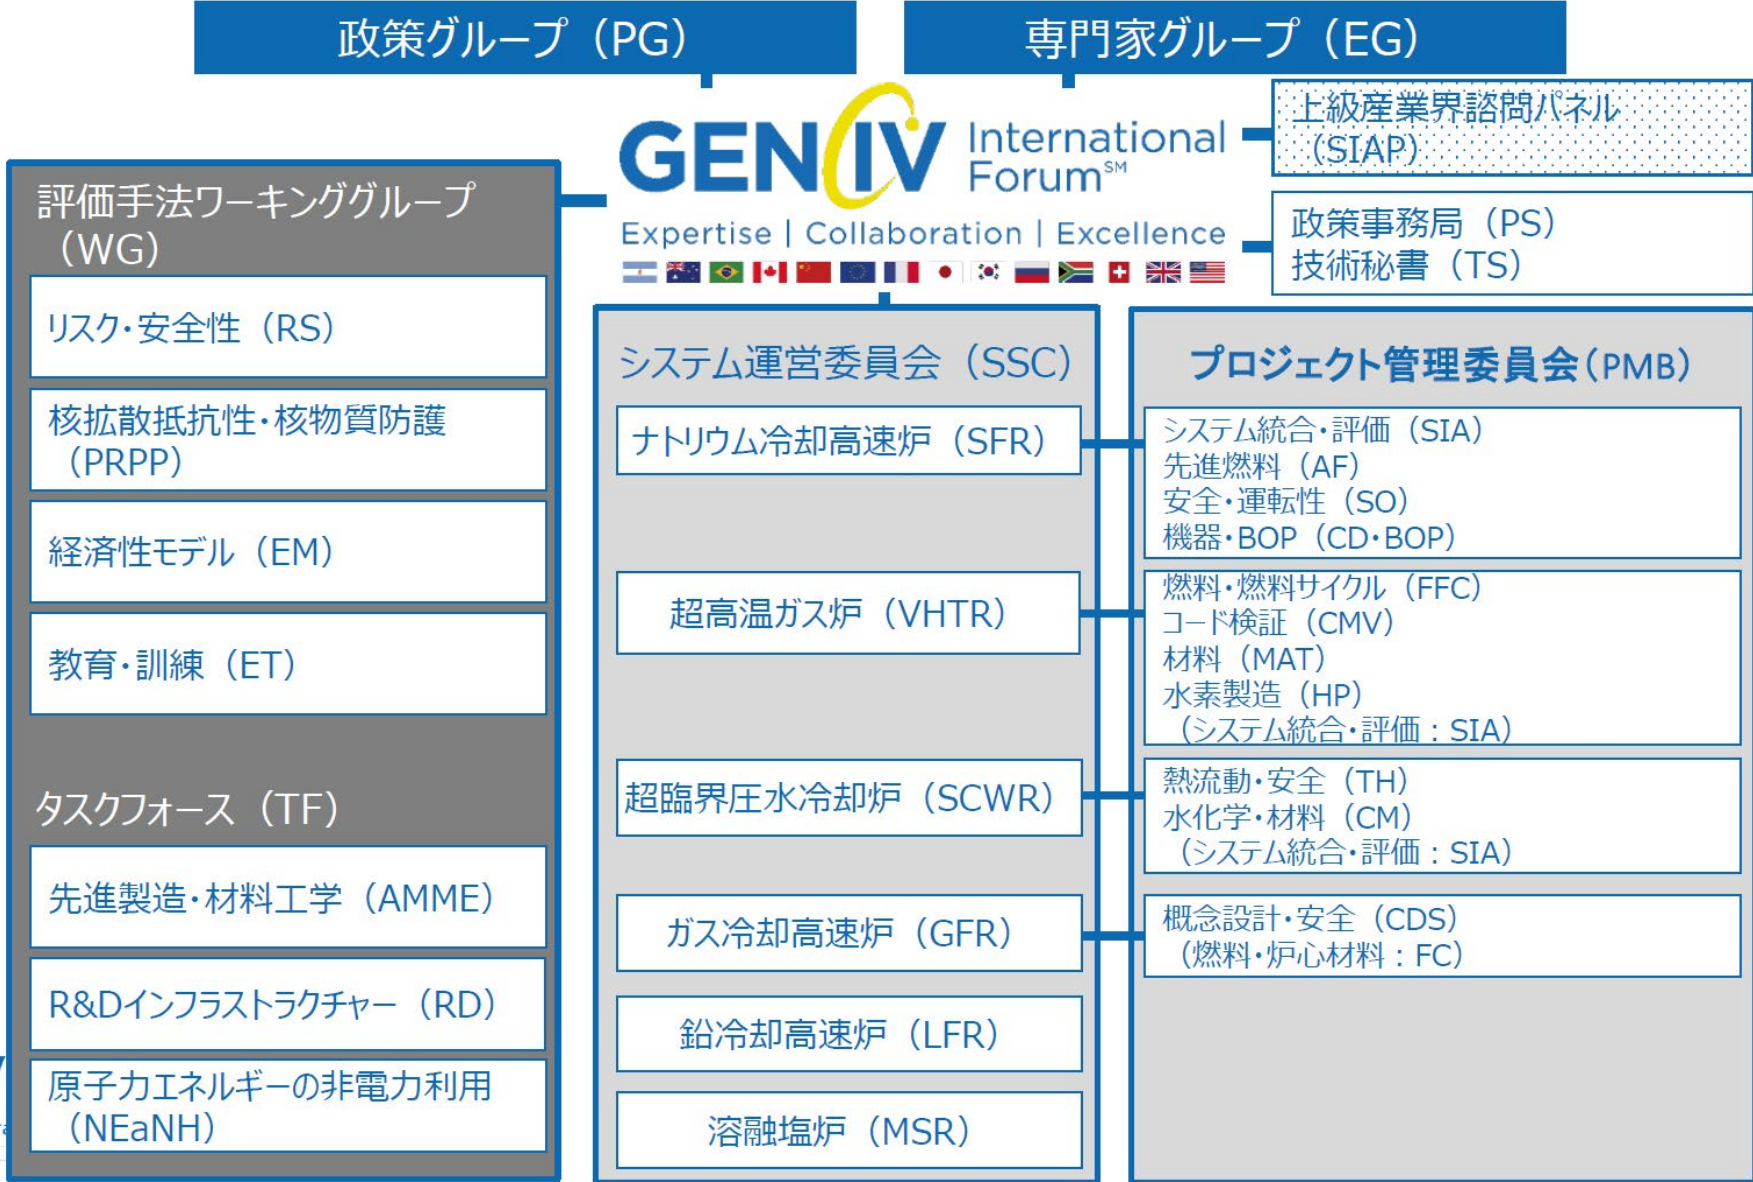 政策グループ（PG）
専門家グループ（EG）
GEN IV International
Forum℠
Expertise | Collaboration | Excellence
上級産業界諮問パネル
（SIAP）
政策事務局（PS）
技術秘書（TS）
評価手法ワーキンググループ
（WG）
リスク・安全性（RS）
核拡散抵抗性・核物質防護
（PRPP）
経済性モデル（EM）
教育・訓練（ET）
タスクフォース（TF）
先進製造・材料工学（AMME）
R&Dインフラストラクチャー（RD）
原子力エネルギーの非電力利用
（NEaNH）
システム運営委員会（SSC）
ナトリウム冷却高速炉（SFR）
超高温ガス炉（VHTR）
超臨界圧水冷却炉（SCWR）
ガス冷却高速炉（GFR）
鉛冷却高速炉（LFR）
溶融塩炉（MSR）
プロジェクト管理委員会（PMB）
システム統合・評価（SIA）
先進燃料（AF）
安全・運転性（SO）
機器・BOP（CD・BOP）
燃料・燃料サイクル（FFC）
コード検証（CMV）
材料（MAT）
水素製造（HP）
（システム統合・評価：SIA）
熱流動・安全（TH）
水化学・材料（CM）
（システム統合・評価：SIA）
概念設計・安全（CDS）
（燃料・炉心材料：FC）